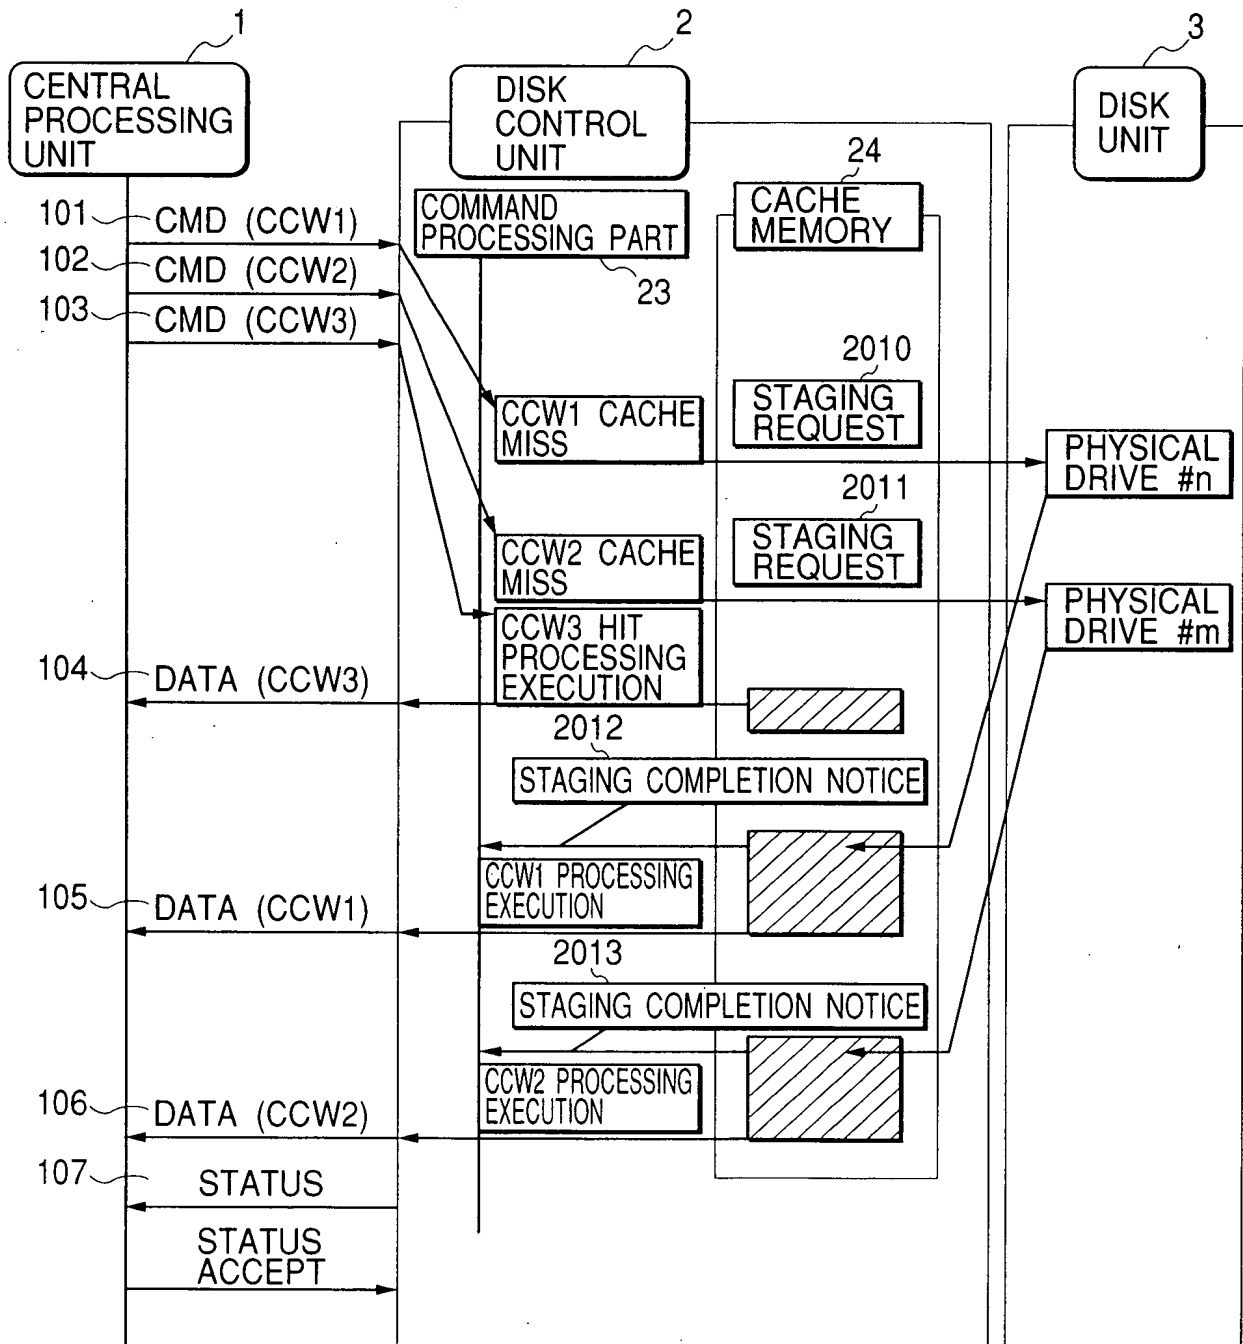 1
2
3
CENTRAL
PROCESSING
UNIT
DISK
CONTROL
UNIT
DISK
UNIT
24
101
CMD (CCW1)
COMMAND
PROCESSING PART
CACHE
MEMORY
102
CMD (CCW2)
23
103
CMD (CCW3)
2010
CCW1 CACHE
MISS
STAGING
REQUEST
PHYSICAL
DRIVE #n
2011
CCW2 CACHE
MISS
STAGING
REQUEST
PHYSICAL
DRIVE #m
CCW3 HIT
PROCESSING
EXECUTION
104
DATA (CCW3)
2012
STAGING COMPLETION NOTICE
CCW1 PROCESSING
EXECUTION
105
DATA (CCW1)
2013
STAGING COMPLETION NOTICE
CCW2 PROCESSING
EXECUTION
106
DATA (CCW2)
107
STATUS
STATUS
ACCEPT